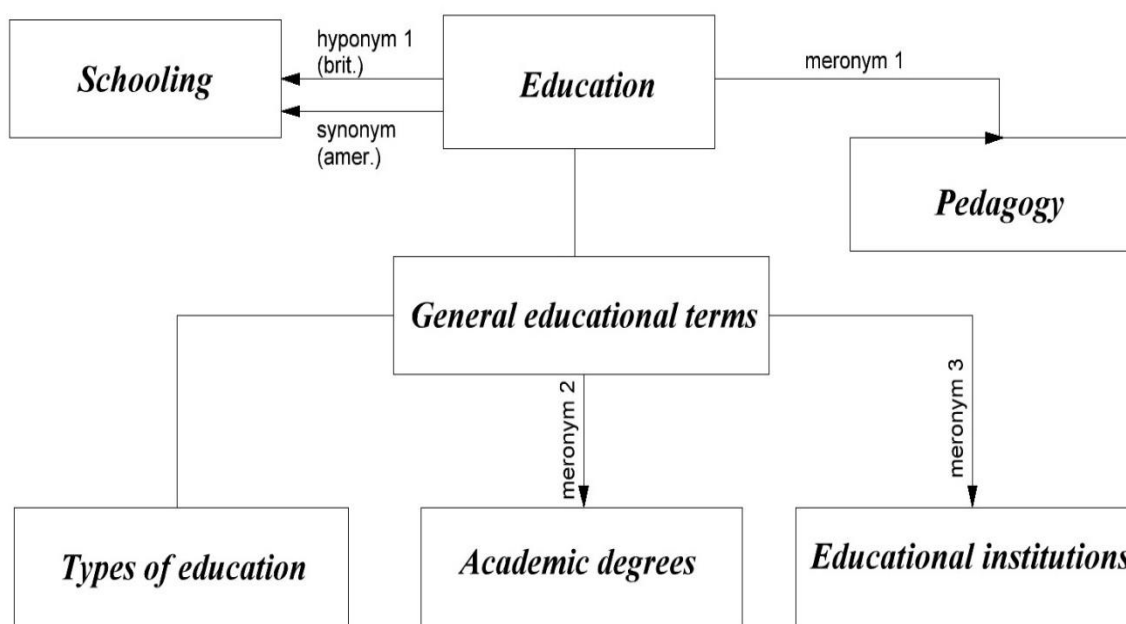 Schooling
hyponym 1
(brit.)
synonym
(amer.)
Education
meronym 1
Pedagogy
General educational terms
meronym 2
meronym 3
Types of education
Academic degrees
Educational institutions